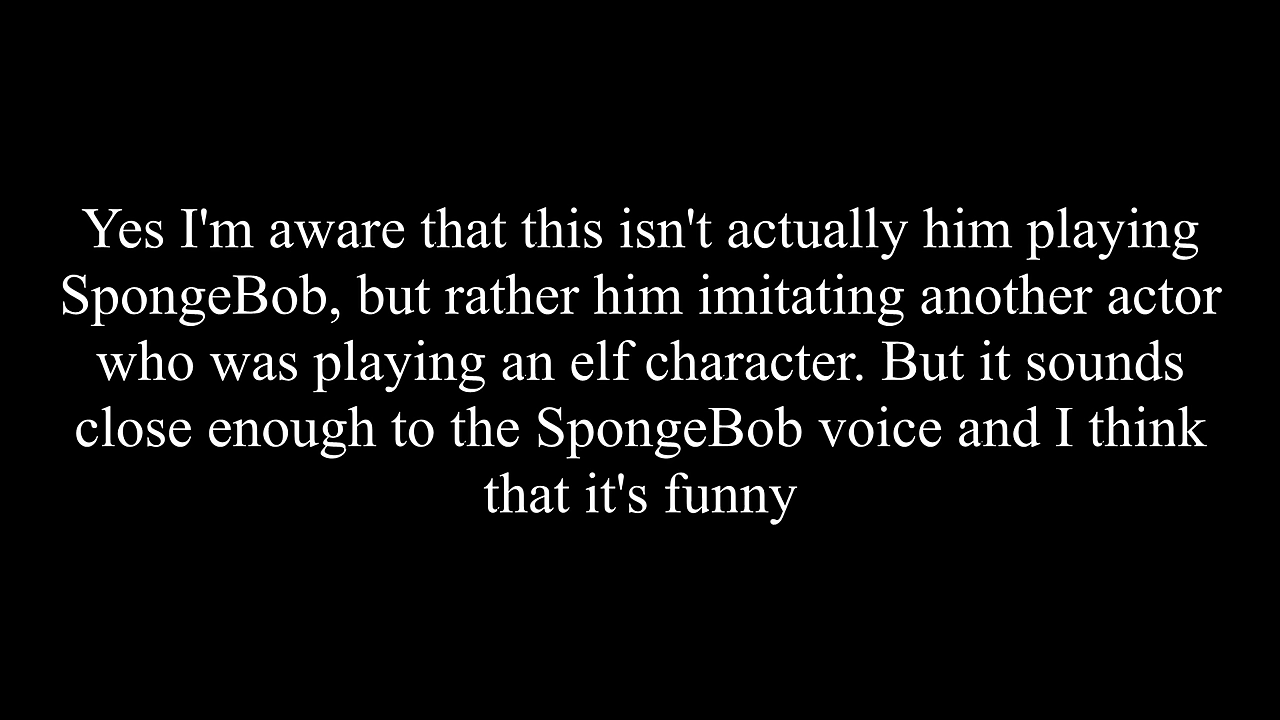 Yes I'm aware that this isn't actually him playing
SpongeBob, but rather him imitating another actor
who was playing an elf character. But it sounds
close enough to the SpongeBob voice and I think
that it's funny